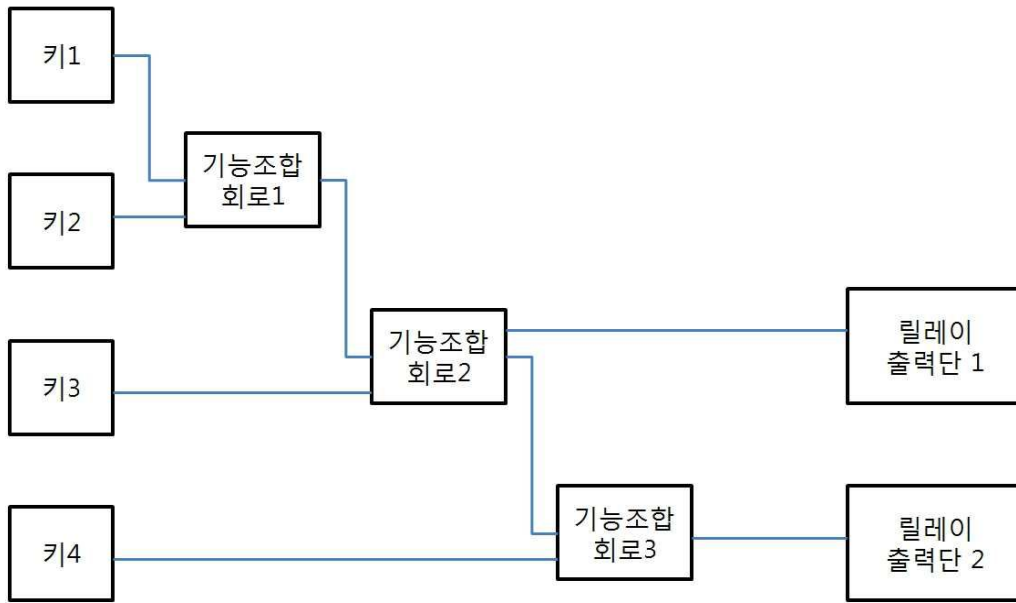 키1
기능조합
회로1
키2
기능조합
회로2
릴레이
출력단 1
키3
기능조합
회로3
릴레이
출력단 2
키4